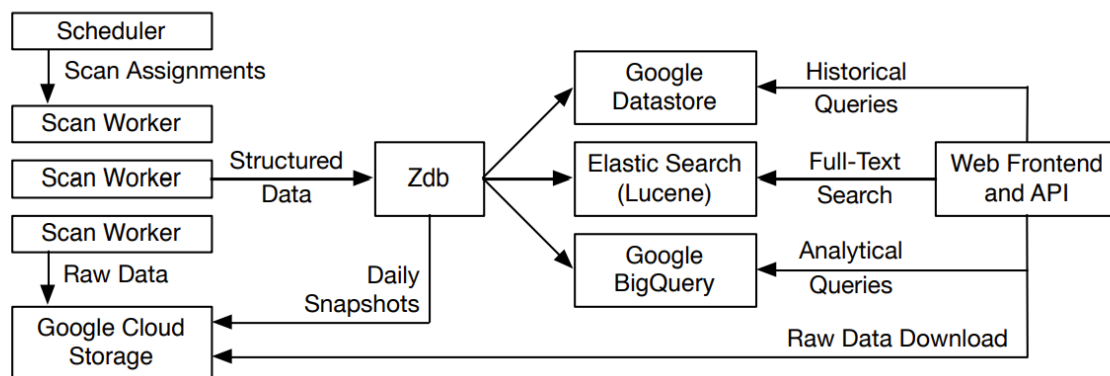 Scheduler
Scan Assignments
Scan Worker
Scan Worker
Scan Worker
Raw Data
Google Cloud
Storage
Structured
Data
Zdb
Daily
Snapshots
Google
Datastore
Elastic Search
(Lucene)
Google
BigQuery
Historical
Queries
Full-Text
Search
Analytical
Queries
Raw Data Download
Web Frontend
and API